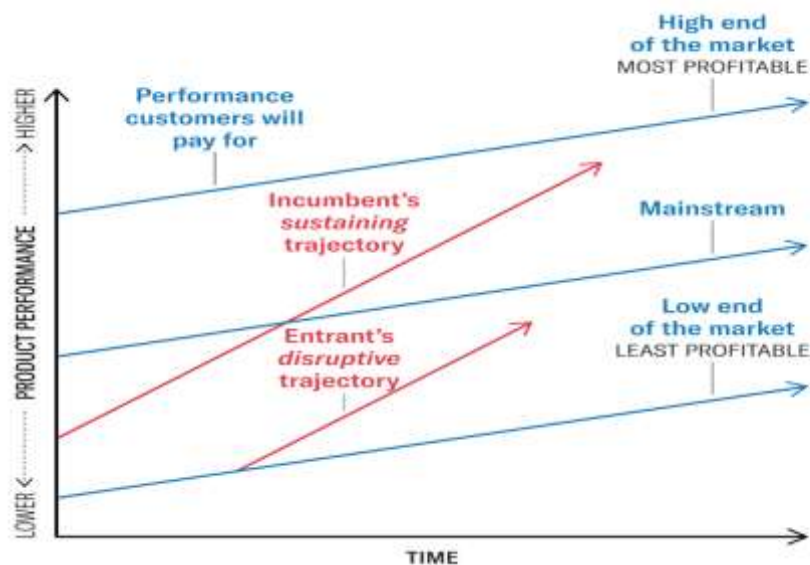 High end
of the market
MOST PROFITABLE
Performance
customers will
pay for
Incumbent's
sustaining
trajectory
Mainstream
Entrant's
disruptive
trajectory
Low end
of the market
LEAST PROFITABLE
LOWER <······· PRODUCT PERFORMANCE ·······> HIGHER
TIME